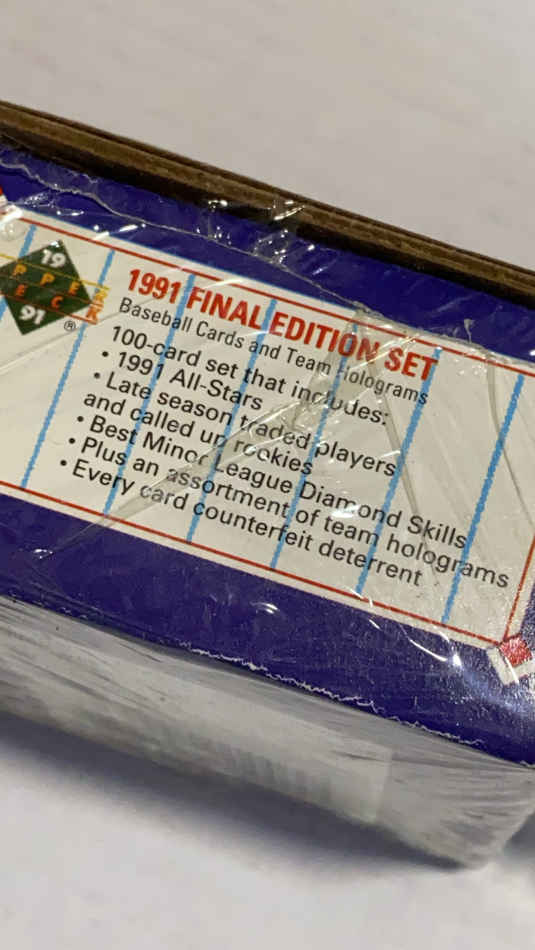 19
UPPER
DECK
91
®
1991 FINAL EDITION SET
Baseball Cards and Team Holograms
100-card set that includes:
• 1991 All-Stars
• Late season traded players
and called up rookies
• Best Minor League Diamond Skills
• Plus an assortment of team holograms
• Every card counterfeit deterrent